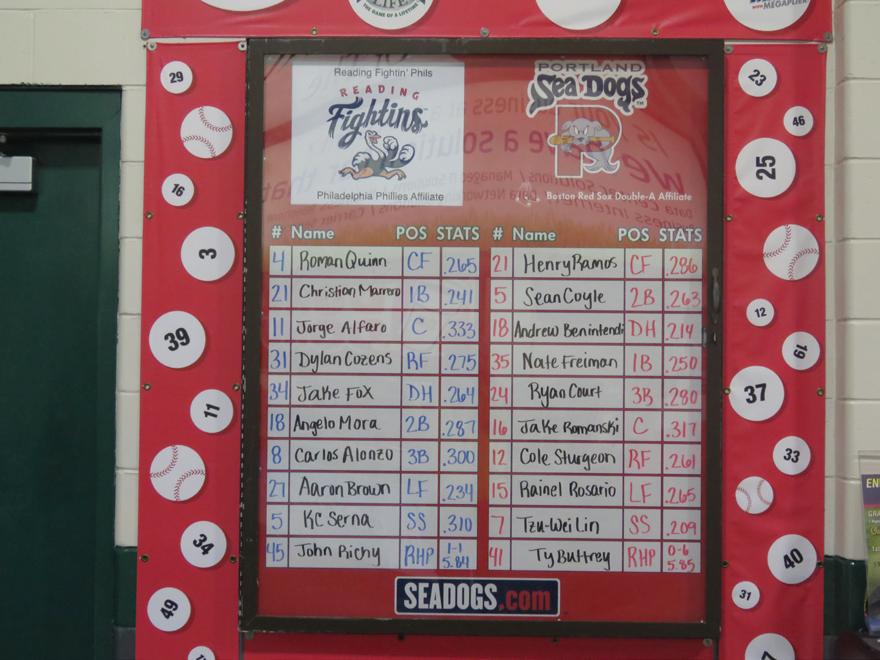 THE GAME OF A LIFETIME
MEGAPLIER
Reading Fightin' Phils
READING
Fightins
Philadelphia Phillies Affiliate
PORTLAND
Sea Dogs
P
Boston Red Sox Double-A Affiliate
# Name POS STATS # Name POS STATS
4 Roman Quinn CF .265 21 Henry Ramos CF .286
21 Christian Marrero 1B .241 5 Sean Coyle 2B .263
11 Jorge Alfaro C .333 18 Andrew Benintendi DH .214
31 Dylan Cozens RF .275 35 Nate Freiman 1B .250
34 Jake Fox DH .264 24 Ryan Court 3B .280
18 Angelo Mora 2B .287 16 Jake Romanski C .317
8 Carlos Alonzo 3B .300 12 Cole Sturgeon RF .261
27 Aaron Brown LF .234 15 Rainel Rosario LF .265
5 KC Serna SS .310 7 Tzu-Wei Lin SS .209
45 John Richy RHP 1-1 5.84 41 Ty Buttrey RHP 0-6 5.85
SEADOGS.com
29
16
3
39
11
34
49
23
46
25
12
19
37
33
40
31